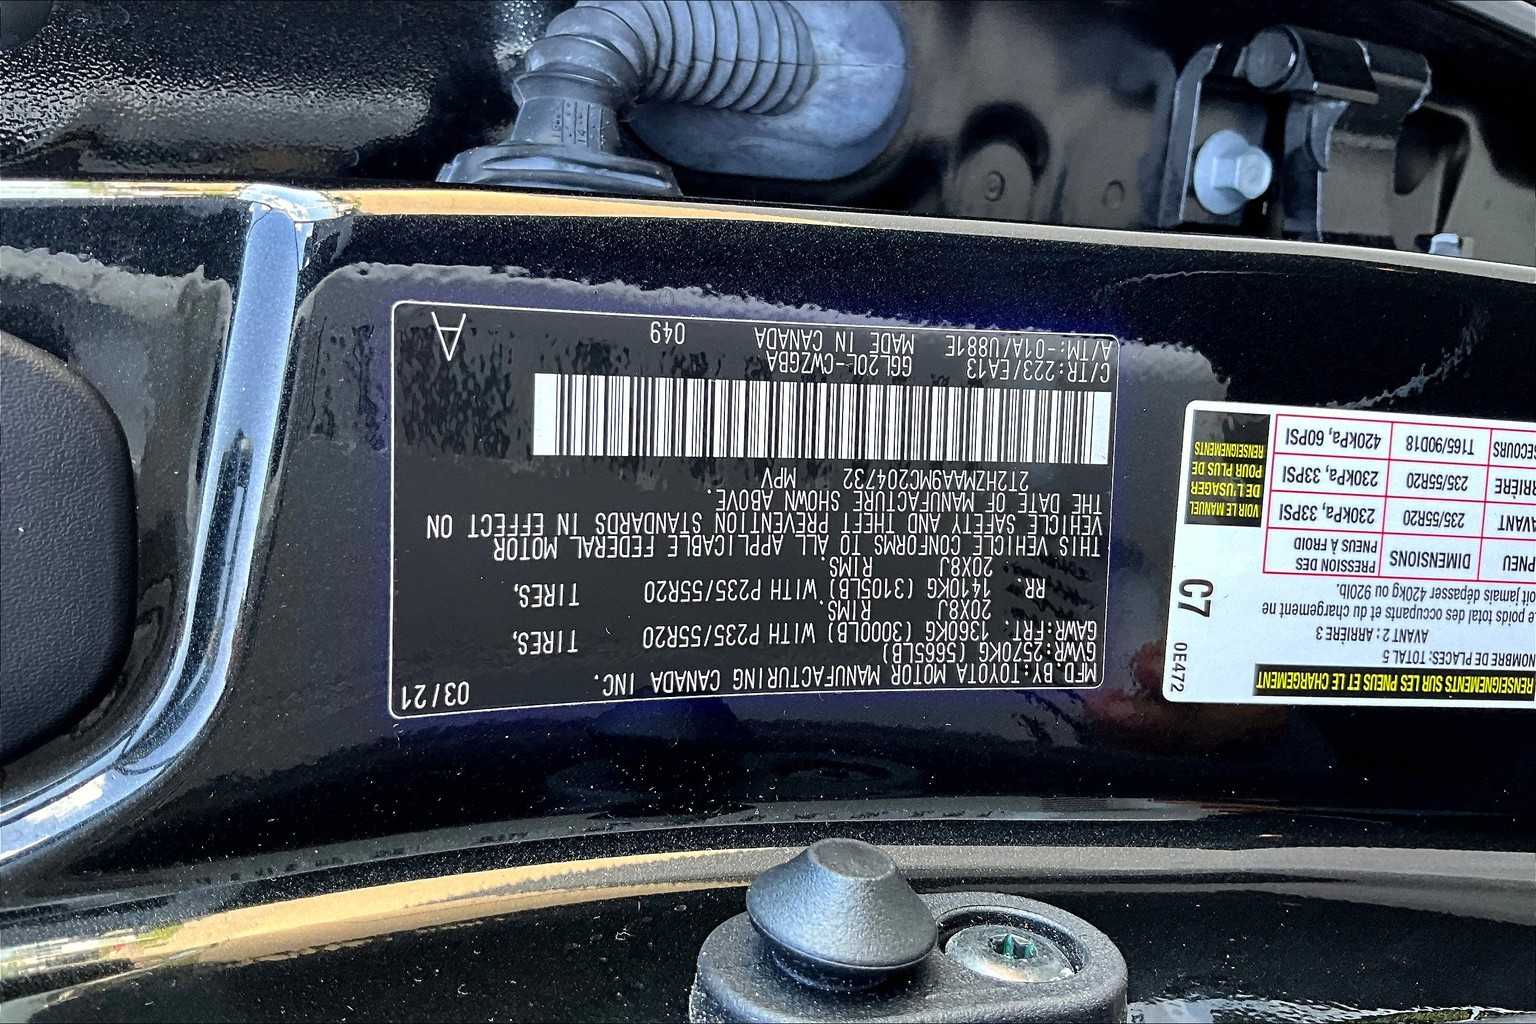 RENSEIGNEMENTS SUR LES PNEUS ET LE CHARGEMENT
NOMBRE DE PLACES: TOTAL 5
AVANT 2 : ARRIÈRE 3
e poids total des occupants et du chargement ne
oit jamais dépasser 420kg ou 920lb.
PNEU DIMENSIONS PRESSION DES PNEUS À FROID
AVANT 235/55R20 230kPa, 33PSI
RRIÈRE 235/55R20 230kPa, 33PSI
SECOURS T165/90D18 420kPa, 60PSI
VOIR LE MANUEL
DE L'USAGER
POUR PLUS DE
RENSEIGNEMENTS
0E472
C7
MFD BY:TOYOTA MOTOR MANUFACTURING CANADA INC. 03/21
GVWR:2570KG (5665LB)
GAWR:FRT. 1360KG (3000LB) WITH P235/55R20 TIRES,
20X8J RIMS.
RR. 1410KG (3105LB) WITH P235/55R20 TIRES,
20X8J RIMS.
THIS VEHICLE CONFORMS TO ALL APPLICABLE FEDERAL MOTOR
VEHICLE SAFETY AND THEFT PREVENTION STANDARDS IN EFFECT ON
THE DATE OF MANUFACTURE SHOWN ABOVE.
2T2HZMAA9MC204732 MPV
C/TR:223/EA13 GGL20L-CWZGBA
A/TM:-01A/U881E MADE IN CANADA 049 A